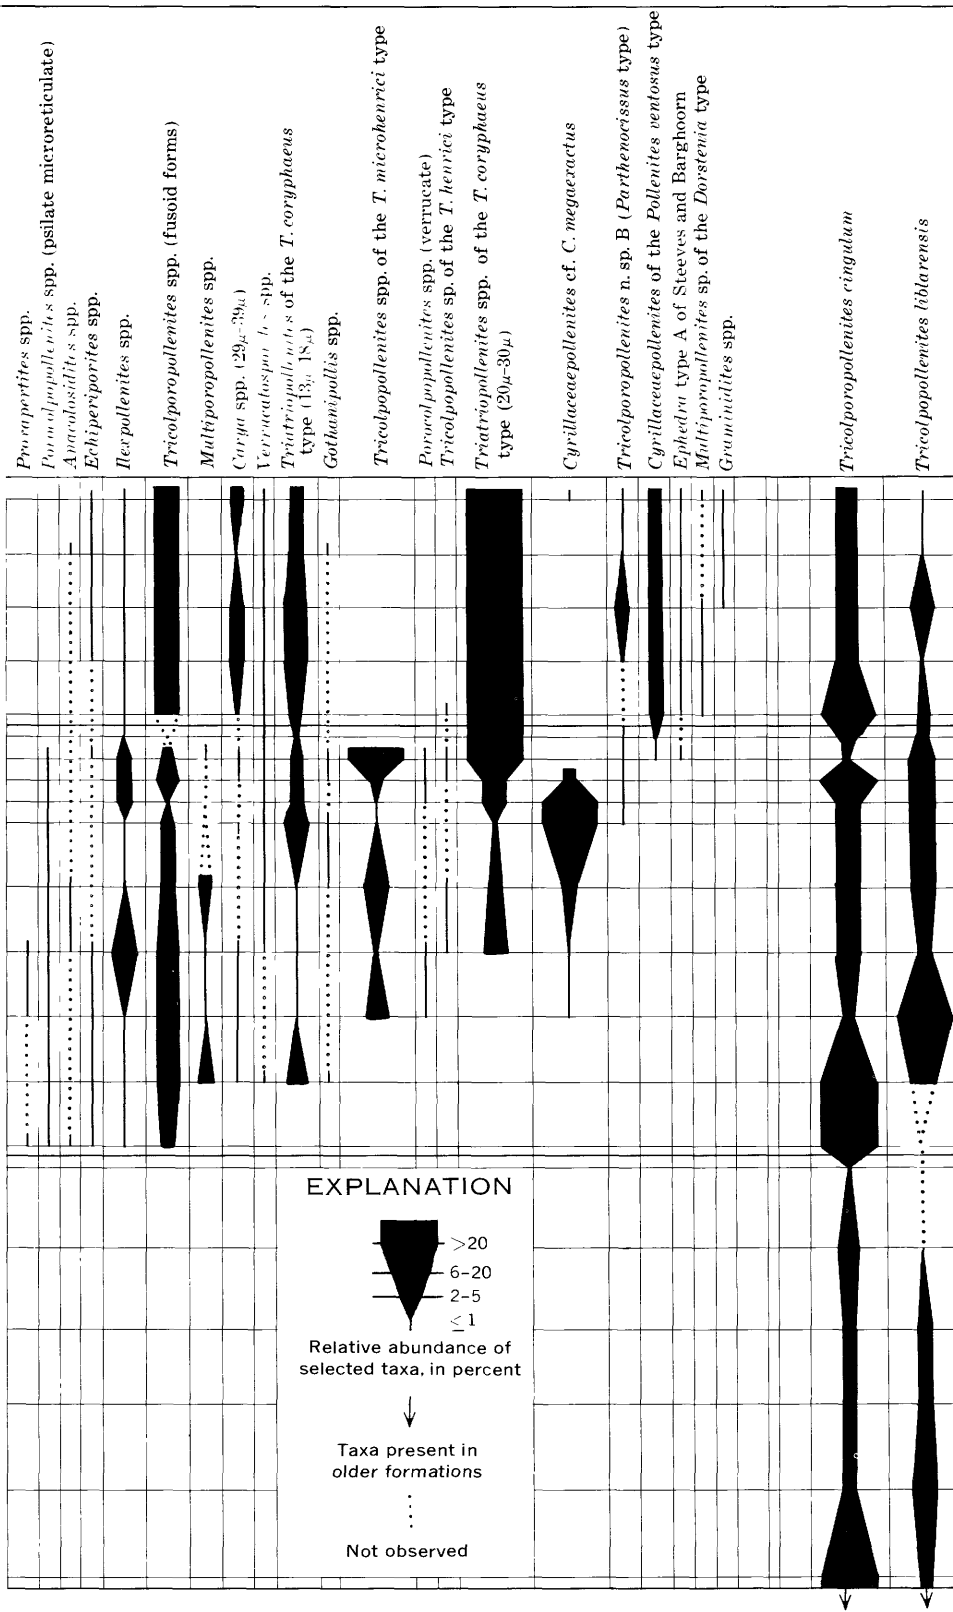 Proxapertites spp.
Porocolpopollenites spp. (psilate microreticulate)
Anacolosidites spp.
Echiperiporites spp.
Ilexpollenites spp.
Tricolporopollenites spp. (fusoid forms)
Multiporopollenites spp.
Carya spp. (29μ–39μ)
spp.
Triatriopollenites of the T. coryphaeus
type (13μ 18μ)
Gothanipollis spp.
Tricolpopollenites spp. of the T. microhenrici type
Porocolpopollenites spp. (verrucate)
Tricolpopollenites sp. of the T. henrici type
Triatriopollenites spp. of the T. coryphaeus
type (20μ–30μ)
Cyrillaceaepollenites cf. C. megaexactus
Tricolporopollenites n. sp. B (Parthenocissus type)
Cyrillaceaepollenites of the Pollenites ventosus type
Ephedra type A of Steeves and Barghoorn
Multiporopollenites sp. of the Dorstenia type
Graminidites spp.
Tricolporopollenites cingulum
Tricolpopollenites liblarensis
EXPLANATION
>20
6–20
2–5
≤1
Relative abundance of
selected taxa, in percent
Taxa present in
older formations
Not observed